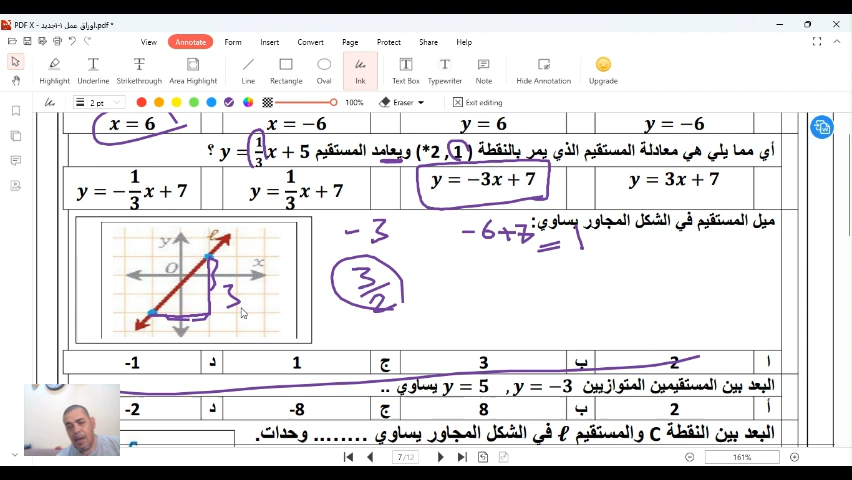 PDF X - اوراق عمل ١-٩جديد.pdf *
View Annotate Form Insert Convert Page Protect Share Help
Highlight Underline Strikethrough Area Highlight Line Rectangle Oval Ink Text Box Typewriter Note Hide Annotation Upgrade
2 pt 100% Eraser Exit editing
x = 6 x = −6 y = 6 y = −6
أي مما يلي هي معادلة المستقيم الذي يمر بالنقطة ( 1 , 2*) ويعامد المستقيم y = 1/3 x + 5 ؟
y = −1/3 x + 7 y = 1/3 x + 7 y = −3x + 7 y = 3x + 7
ميل المستقيم في الشكل المجاور يساوي:
-3 -6+7=1
y ℓ
O x
3
3/2
ا 2 ب 3 ج 1 د -1
البعد بين المستقيمين المتوازيين y = −3 , y = 5 يساوي ..
أ 2 ب 8 ج -8 د -2
البعد بين النقطة C والمستقيم ℓ في الشكل المجاور يساوي ........ وحدات.
7/12 161%